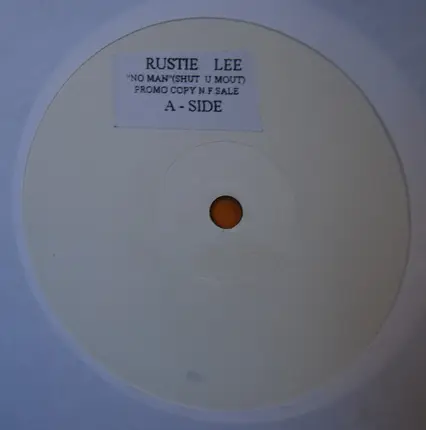 RUSTIE LEE
"NO MAN"(SHUT U MOUT)
PROMO COPY N.F.SALE
A - SIDE